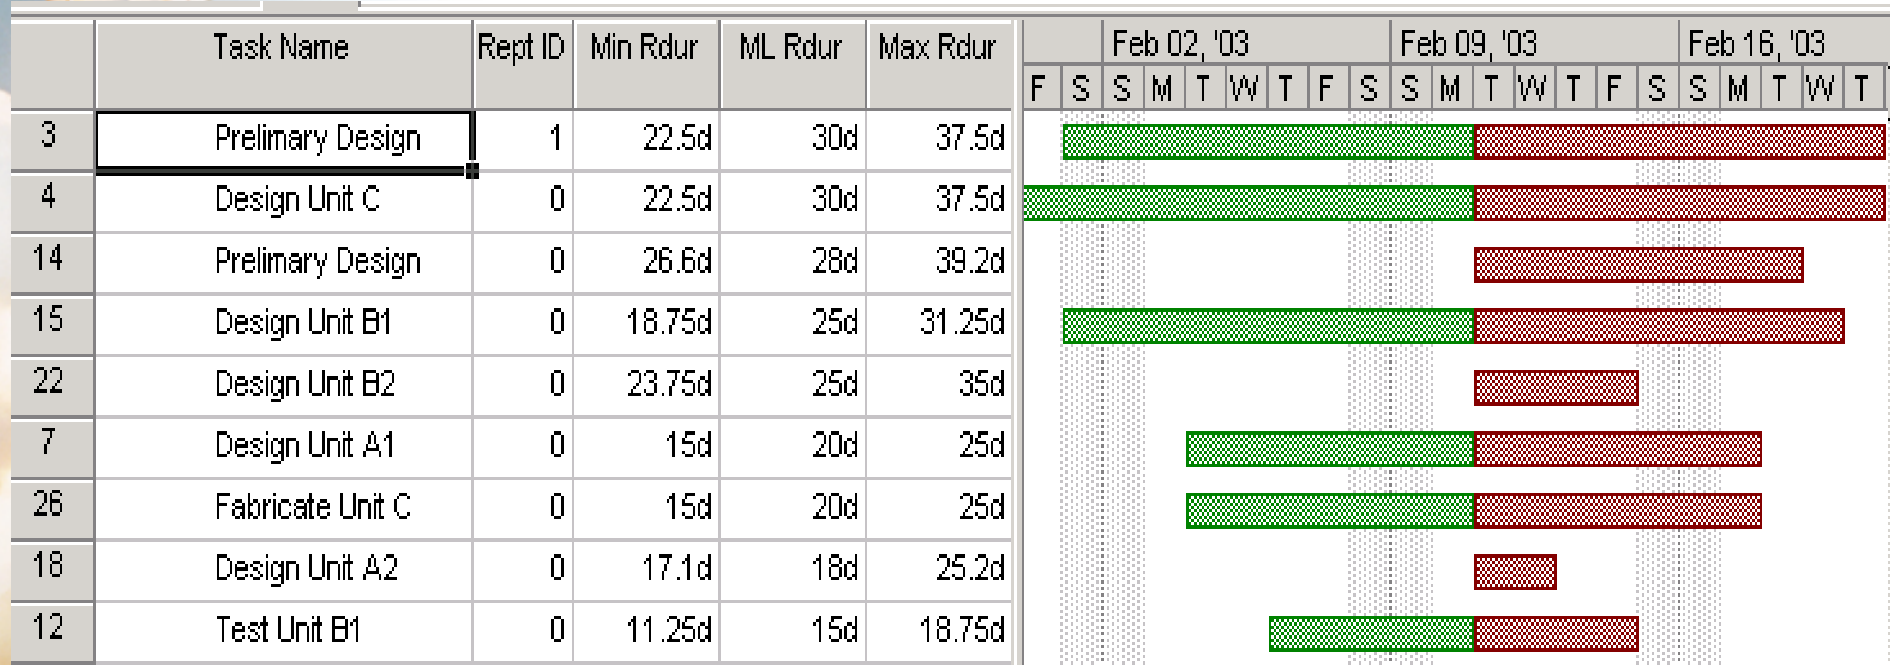 Task Name Rept ID Min Rdur ML Rdur Max Rdur Feb 02, '03 Feb 09, '03 Feb 16, '03
F S S M T W T F S S M T W T F S S M T W T
3 Prelimary Design 1 22.5d 30d 37.5d
4 Design Unit C 0 22.5d 30d 37.5d
14 Prelimary Design 0 26.6d 28d 39.2d
15 Design Unit B1 0 18.75d 25d 31.25d
22 Design Unit B2 0 23.75d 25d 35d
7 Design Unit A1 0 15d 20d 25d
26 Fabricate Unit C 0 15d 20d 25d
18 Design Unit A2 0 17.1d 18d 25.2d
12 Test Unit B1 0 11.25d 15d 18.75d